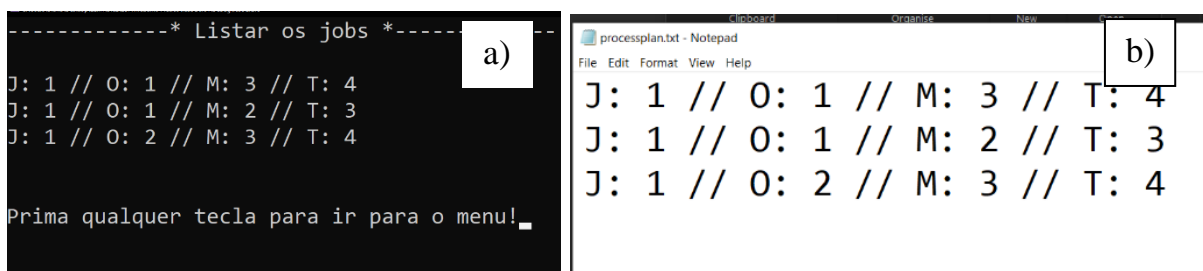 -------------* Listar os jobs *-------------
a)
J: 1 // O: 1 // M: 3 // T: 4
J: 1 // O: 1 // M: 2 // T: 3
J: 1 // O: 2 // M: 3 // T: 4
Prima qualquer tecla para ir para o menu!
Clipboard Organise New Open
processplan.txt - Notepad
b)
File Edit Format View Help
J: 1 // O: 1 // M: 3 // T: 4
J: 1 // O: 1 // M: 2 // T: 3
J: 1 // O: 2 // M: 3 // T: 4